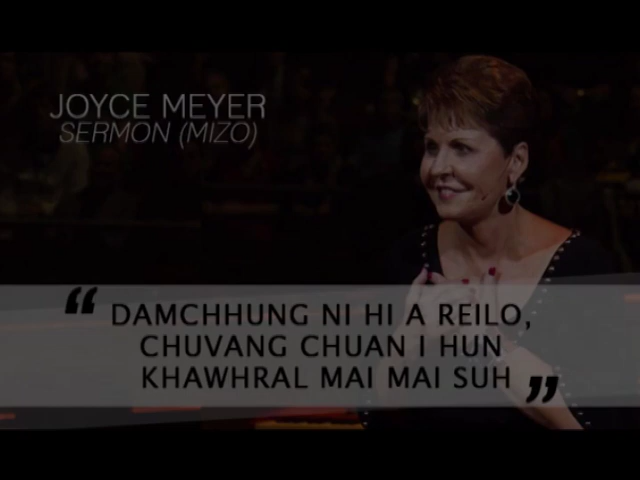 JOYCE MEYER
SERMON (MIZO)
“ DAMCHHUNG NI HI A REILO,
CHUVANG CHUAN I HUN
KHAWHRAL MAI MAI SUH ”